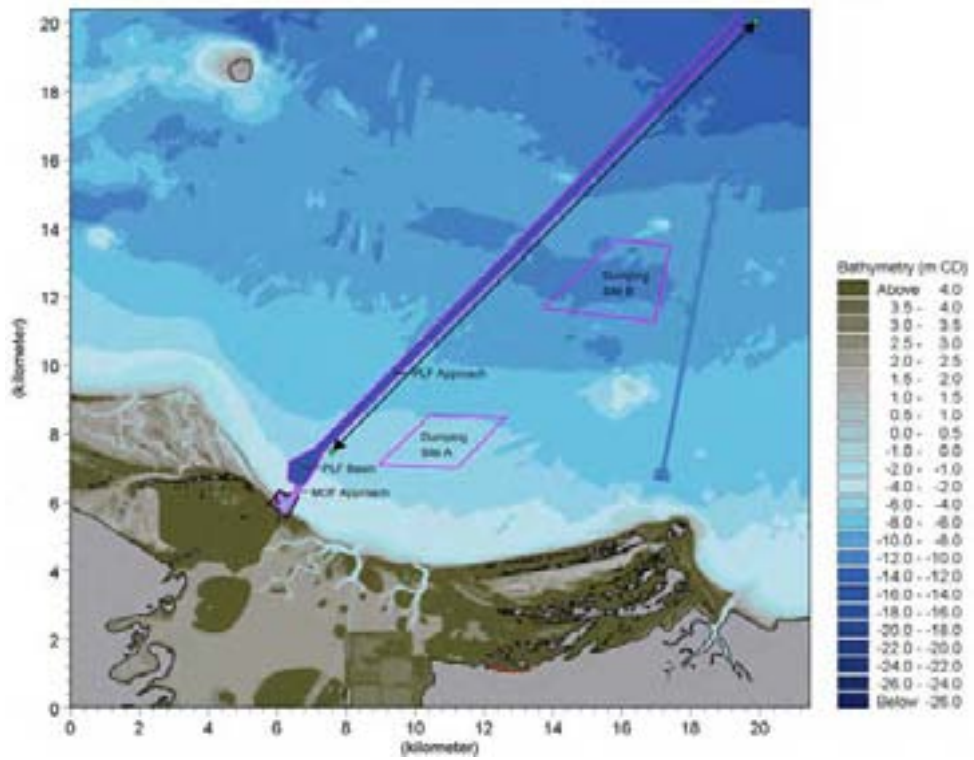 20
18
16
14
12
10
8
6
4
2
0
(kilometer)
0 2 4 6 8 10 12 14 16 18 20
(kilometer)
Dumping
Site B
PLF Approach
Dumping
Site A
PLF Basin
MOF Approach
Bathymetry (m CD)
Above 4.0
3.5 - 4.0
3.0 - 3.5
2.5 - 3.0
2.0 - 2.5
1.5 - 2.0
1.0 - 1.5
0.5 - 1.0
0.0 - 0.5
-1.0 - 0.0
-2.0 - -1.0
-4.0 - -2.0
-6.0 - -4.0
-8.0 - -6.0
-10.0 - -8.0
-12.0 - -10.0
-14.0 - -12.0
-16.0 - -14.0
-18.0 - -16.0
-20.0 - -18.0
-22.0 - -20.0
-24.0 - -22.0
-26.0 - -24.0
Below -26.0